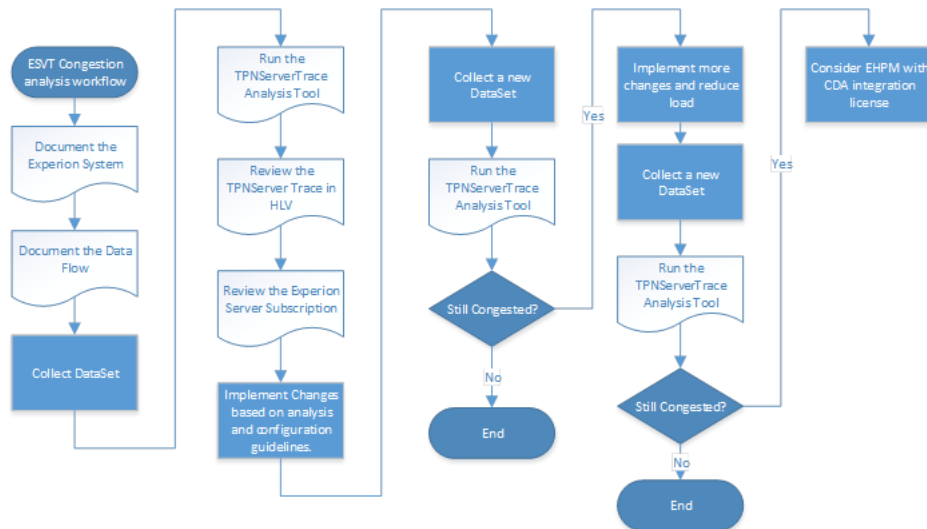 ESVT Congestion
analysis workflow
Document the
Experion System
Document the Data
Flow
Collect DataSet
Run the
TPNServerTrace
Analysis Tool
Review the
TPNServer Trace in
HLV
Review the Experion
Server Subscription
Implement Changes
based on analysis
and configuration
guidelines.
Collect a new
DataSet
Run the
TPNServerTrace
Analysis Tool
Still Congested?
Yes
No
End
Implement more
changes and reduce
load
Collect a new
DataSet
Run the
TPNServerTrace
Analysis Tool
Still Congested?
Yes
No
End
Consider EHPM with
CDA integration
license